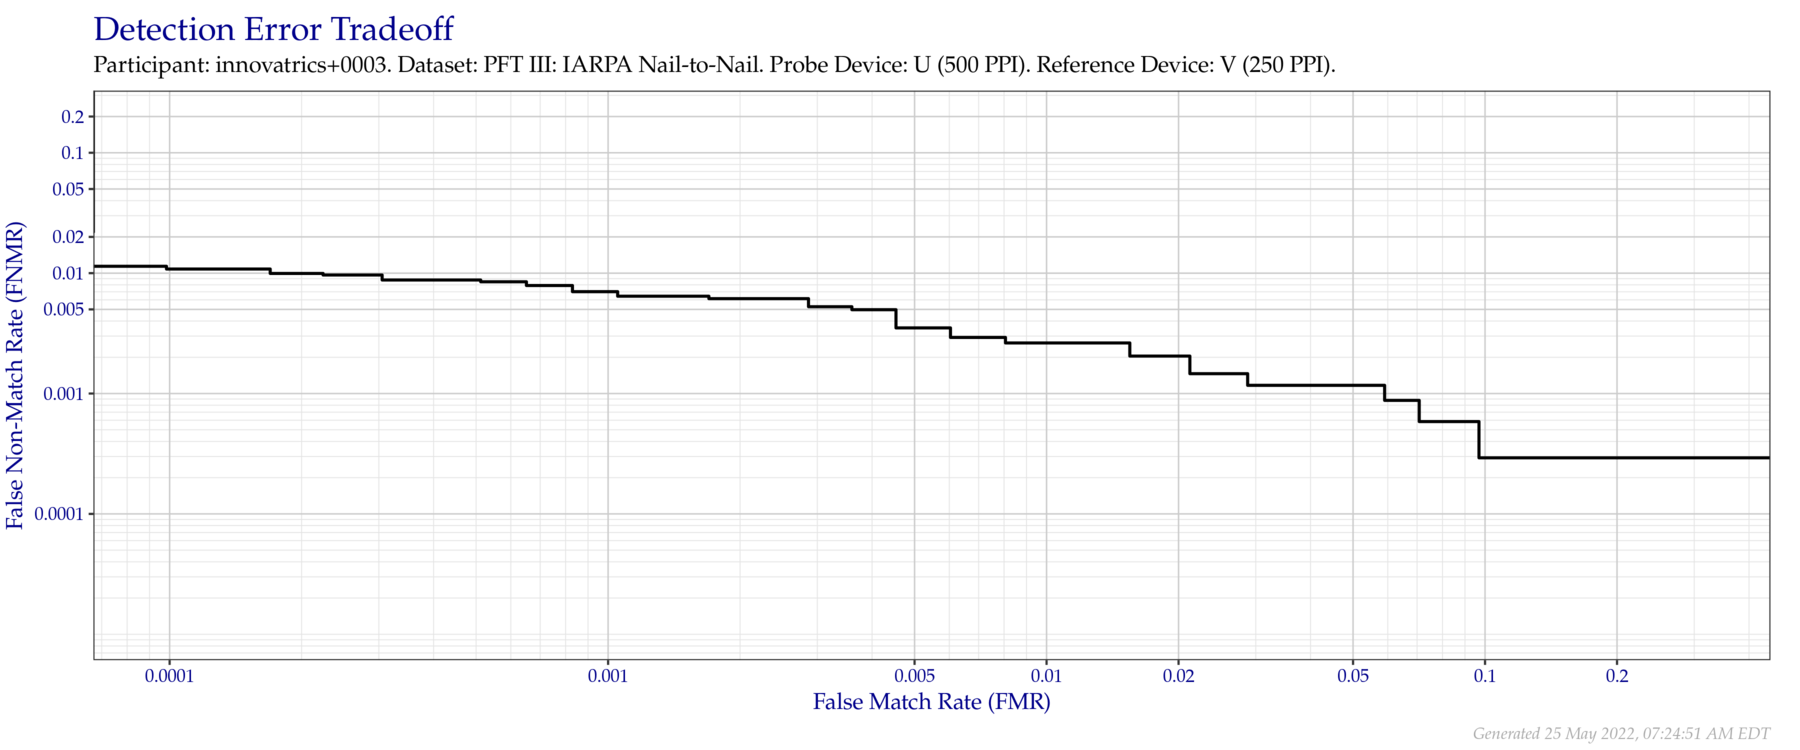 Detection Error Tradeoff
Participant: innovatrics+0003. Dataset: PFT III: IARPA Nail-to-Nail. Probe Device: U (500 PPI). Reference Device: V (250 PPI).
False Non-Match Rate (FNMR)
0.2
0.1
0.05
0.02
0.01
0.005
0.001
0.0001
0.0001 0.001 0.005 0.01 0.02 0.05 0.1 0.2
False Match Rate (FMR)
Generated 25 May 2022, 07:24:51 AM EDT